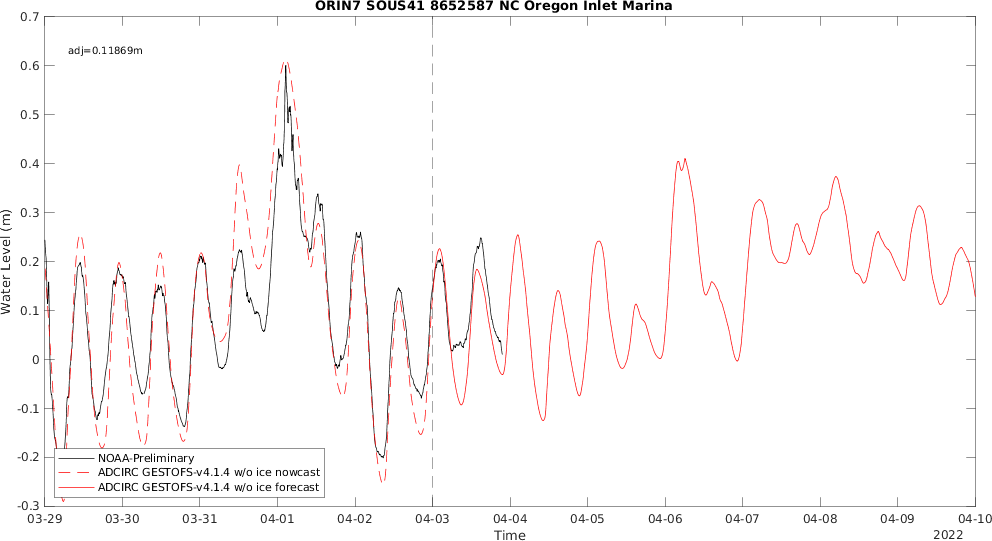 ORIN7 SOUS41 8652587 NC Oregon Inlet Marina
adj=0.11869m
Water Level (m)
0.7
0.6
0.5
0.4
0.3
0.2
0.1
0
-0.1
-0.2
-0.3
NOAA-Preliminary
ADCIRC GESTOFS-v4.1.4 w/o ice nowcast
ADCIRC GESTOFS-v4.1.4 w/o ice forecast
03-29 03-30 03-31 04-01 04-02 04-03 04-04 04-05 04-06 04-07 04-08 04-09 04-10
Time
2022